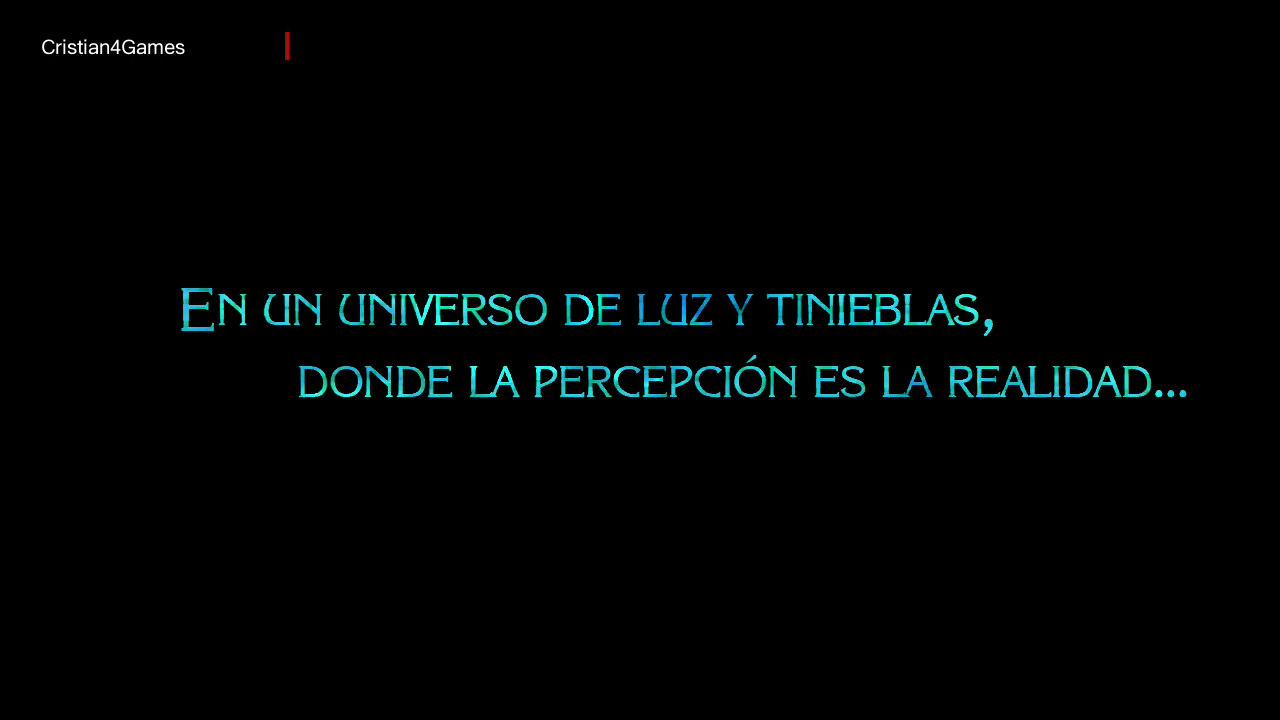 Cristian4Games
En un universo de luz y tinieblas,
donde la percepción es la realidad...